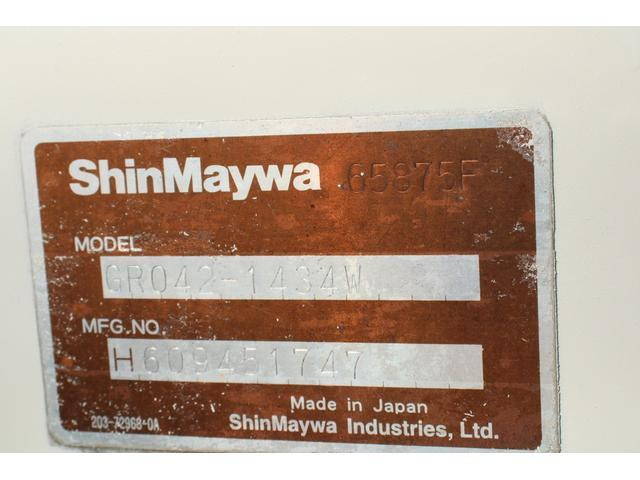 ShinMaywa 65875F
MODEL
GR042-1434W
MFG.NO.
H609451747
Made in Japan
203-72968-0A ShinMaywa Industries, Ltd.